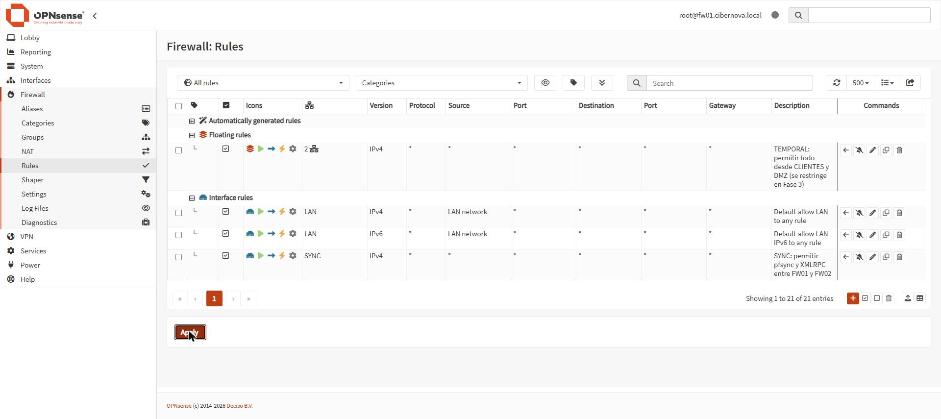 OPNsense
root@fw01.cibernova.local
Lobby
Reporting
System
Interfaces
Firewall
Aliases
Categories
Groups
NAT
Rules
Shaper
Settings
Log Files
Diagnostics
VPN
Services
Power
Help
Firewall: Rules
All rules
Categories
Search
500
Icons
Version
Protocol
Source
Port
Destination
Port
Gateway
Description
Commands
Automatically generated rules
Floating rules
2 IPv4 * * * * * *
TEMPORAL:
permitir todo
desde CLIENTES y
DMZ (se restringe
en Fase 3)
Interface rules
LAN IPv4 * LAN network * * * *
Default allow LAN
to any rule
LAN IPv6 * LAN network * * * *
Default allow LAN
IPv6 to any rule
SYNC IPv4 * * * * * *
SYNC: permitir
pfsync y XMLRPC
entre FW01 y FW02
« ‹ 1 › »
Showing 1 to 21 of 21 entries
Apply
OPNsense (c) 2014-2026 Deciso B.V.